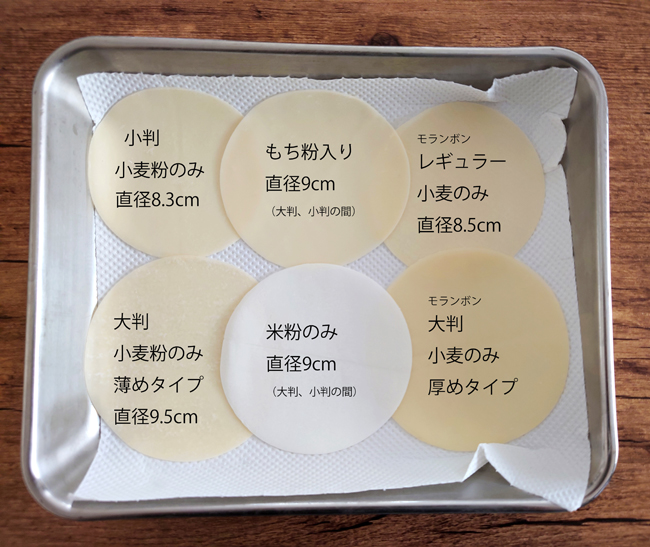 小判
小麦粉のみ
直径8.3cm
もち粉入り
直径9cm
（大判、小判の間）
モランボン
レギュラー
小麦のみ
直径8.5cm
大判
小麦粉のみ
薄めタイプ
直径9.5cm
米粉のみ
直径9cm
（大判、小判の間）
モランボン
大判
小麦のみ
厚めタイプ